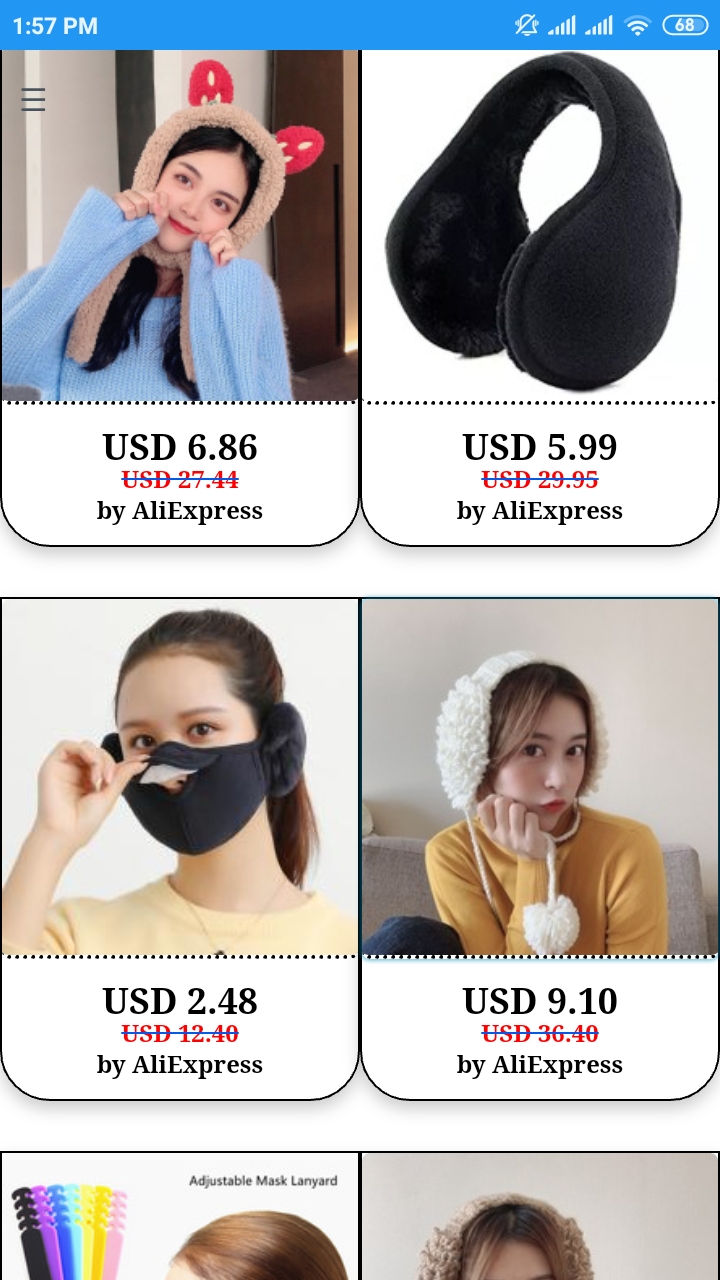 1:57 PM
68
USD 6.86
USD 27.44
by AliExpress
USD 5.99
USD 29.95
by AliExpress
USD 2.48
USD 12.40
by AliExpress
USD 9.10
USD 36.40
by AliExpress
Adjustable Mask Lanyard